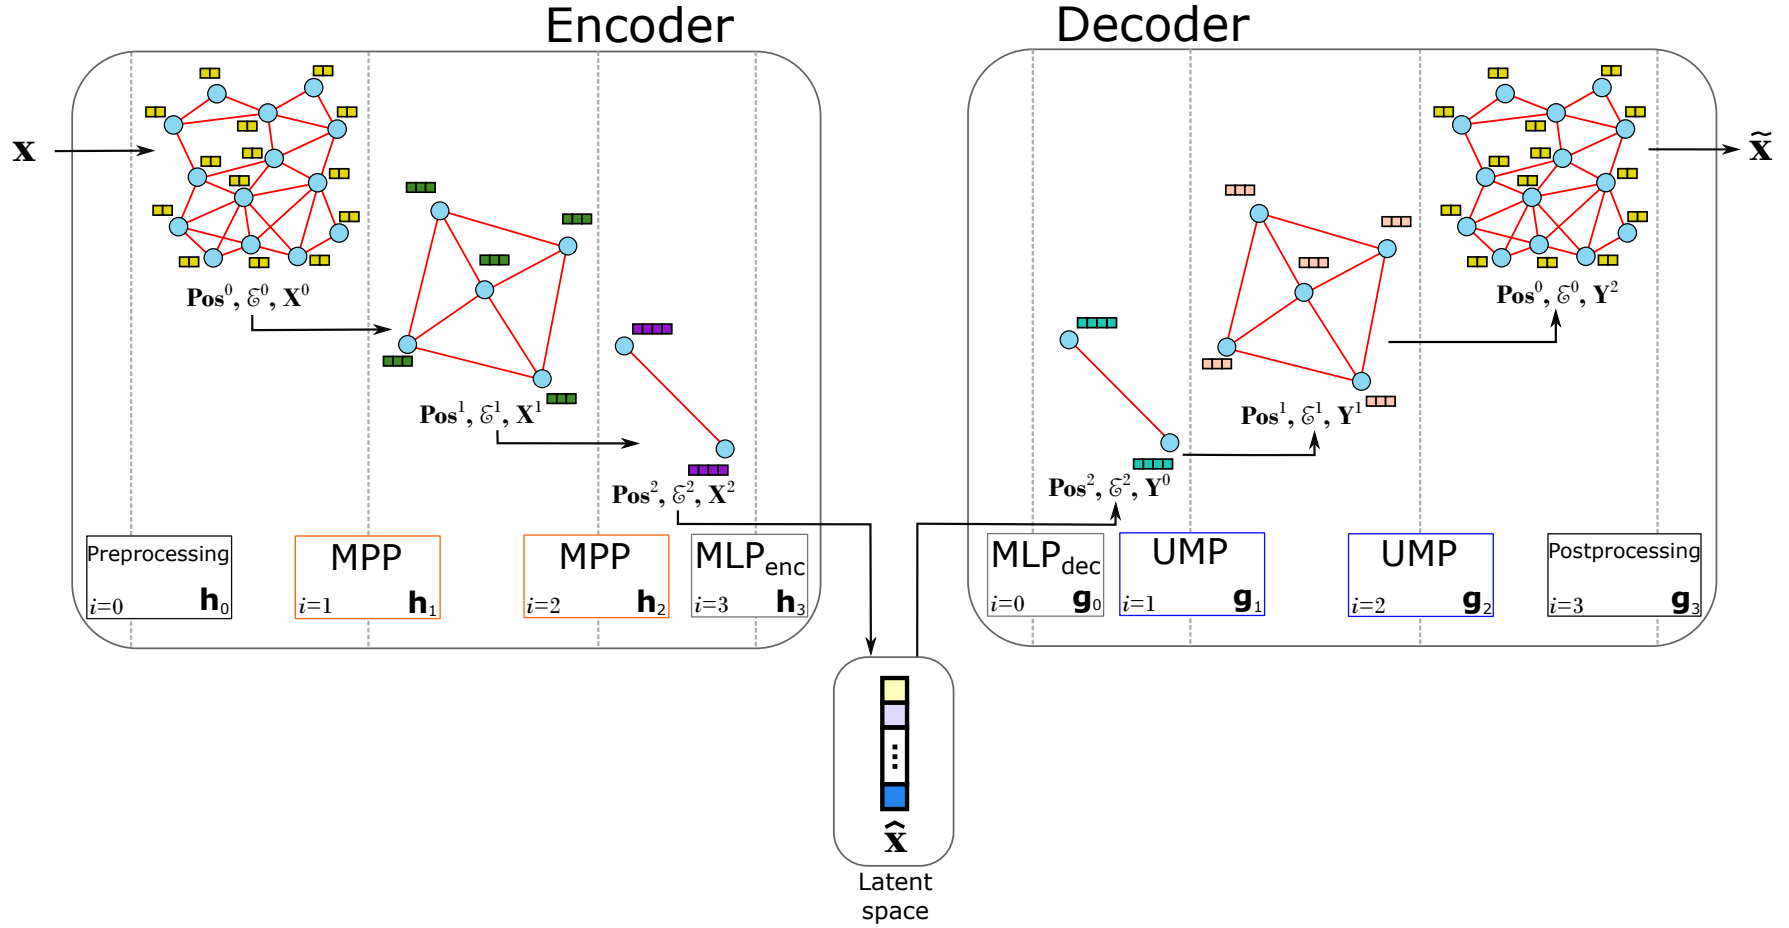 Encoder
Decoder
x
x̃
Pos⁰, ℰ⁰, X⁰
Pos¹, ℰ¹, X¹
Pos², ℰ², X²
Pos², ℰ², Y⁰
Pos¹, ℰ¹, Y¹
Pos⁰, ℰ⁰, Y²
Preprocessing
i=0 h₀
MPP
i=1 h₁
MPP
i=2 h₂
MLPenc
i=3 h₃
MLPdec
i=0 g₀
UMP
i=1 g₁
UMP
i=2 g₂
Postprocessing
i=3 g₃
x̂
Latent
space